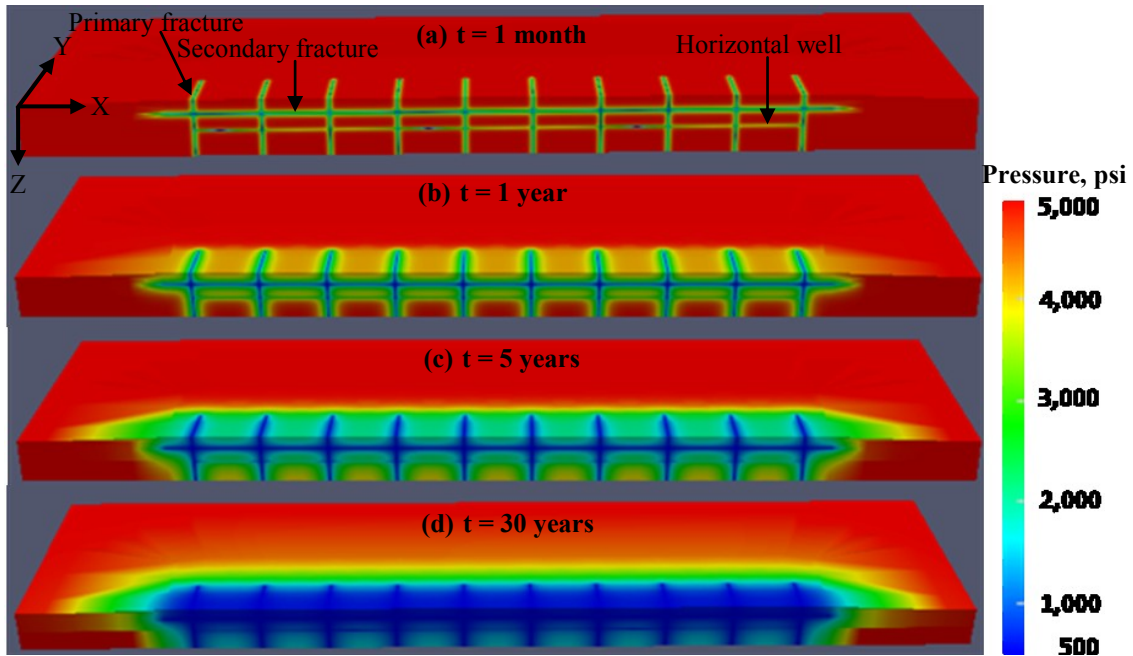 Primary fracture
(a) t = 1 month
Y
Secondary fracture
Horizontal well
X
Z
(b) t = 1 year
Pressure, psi
5,000
4,000
(c) t = 5 years
3,000
2,000
(d) t = 30 years
1,000
500